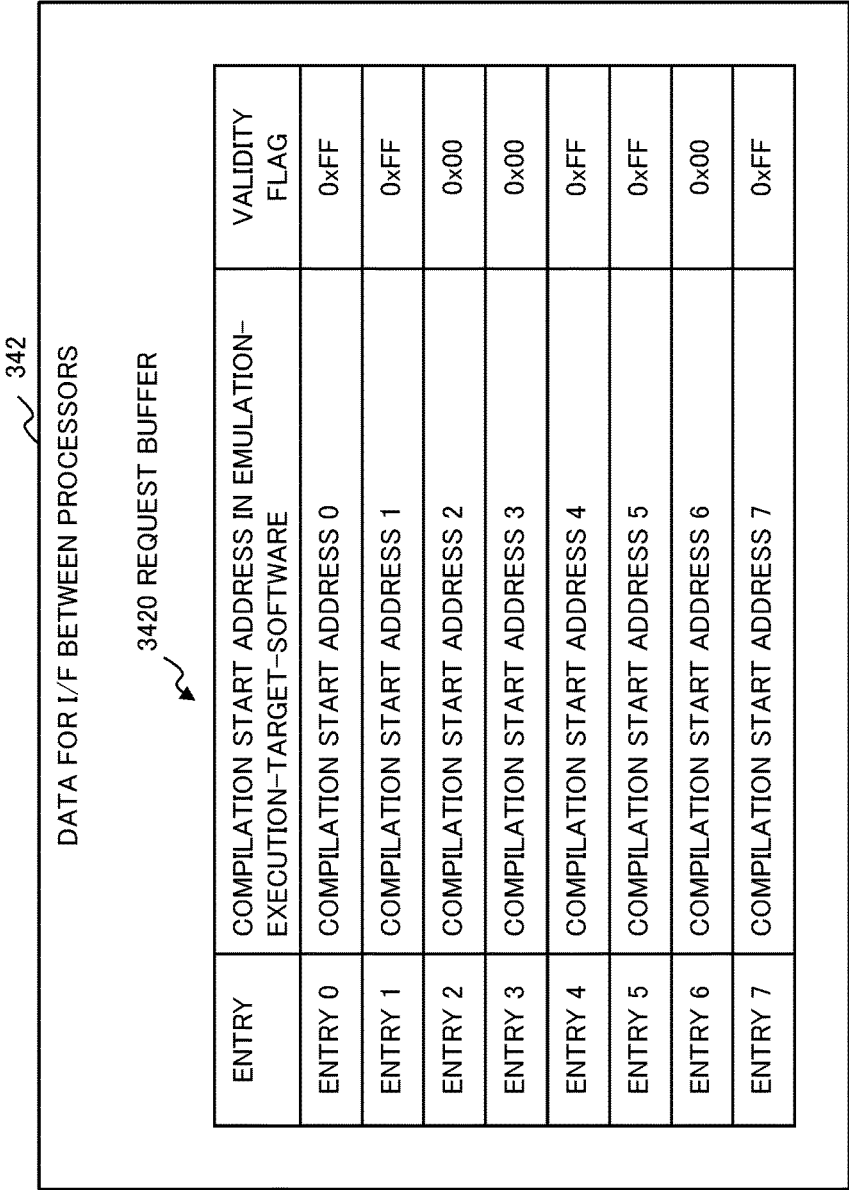 342
DATA FOR I/F BETWEEN PROCESSORS
3420 REQUEST BUFFER
ENTRY COMPILATION START ADDRESS IN EMULATION-EXECUTION-TARGET-SOFTWARE VALIDITY FLAG
ENTRY 0 COMPILATION START ADDRESS 0 0xFF
ENTRY 1 COMPILATION START ADDRESS 1 0xFF
ENTRY 2 COMPILATION START ADDRESS 2 0x00
ENTRY 3 COMPILATION START ADDRESS 3 0x00
ENTRY 4 COMPILATION START ADDRESS 4 0xFF
ENTRY 5 COMPILATION START ADDRESS 5 0xFF
ENTRY 6 COMPILATION START ADDRESS 6 0x00
ENTRY 7 COMPILATION START ADDRESS 7 0xFF